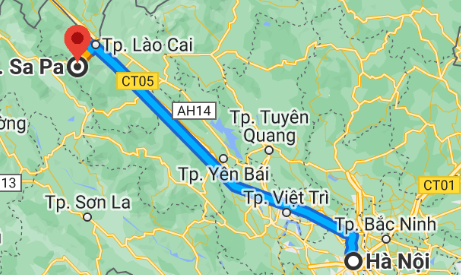 Tp. Lào Cai
. Sa Pa
CT05
AH14
Tp. Tuyên
Quang
ờng
Tp. Yên Bái
13
CT01
Tp. Sơn La
Tp. Việt Trì
Tp. Bắc Ninh
Hà Nội